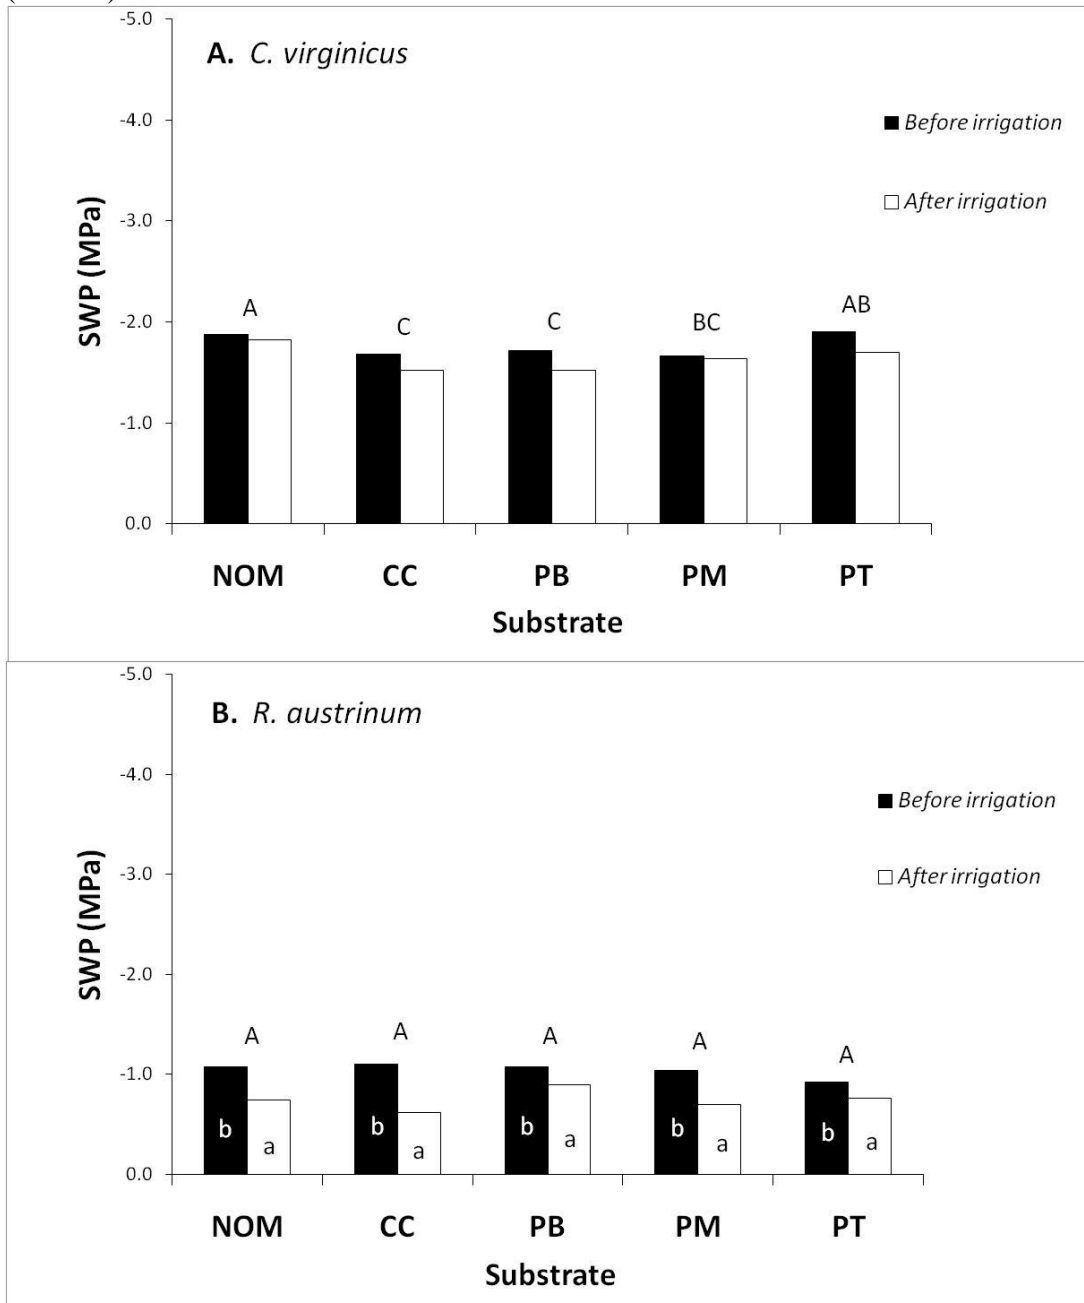 -5.0
A. C. virginicus
-4.0
Before irrigation
-3.0
After irrigation
SWP (MPa)
A
C
C
BC
AB
-2.0
-1.0
0.0
NOM CC PB PM PT
Substrate
-5.0
B. R. austrinum
-4.0
Before irrigation
-3.0
After irrigation
SWP (MPa)
-2.0
A A A A A
-1.0
b a b a b a b a b a
0.0
NOM CC PB PM PT
Substrate